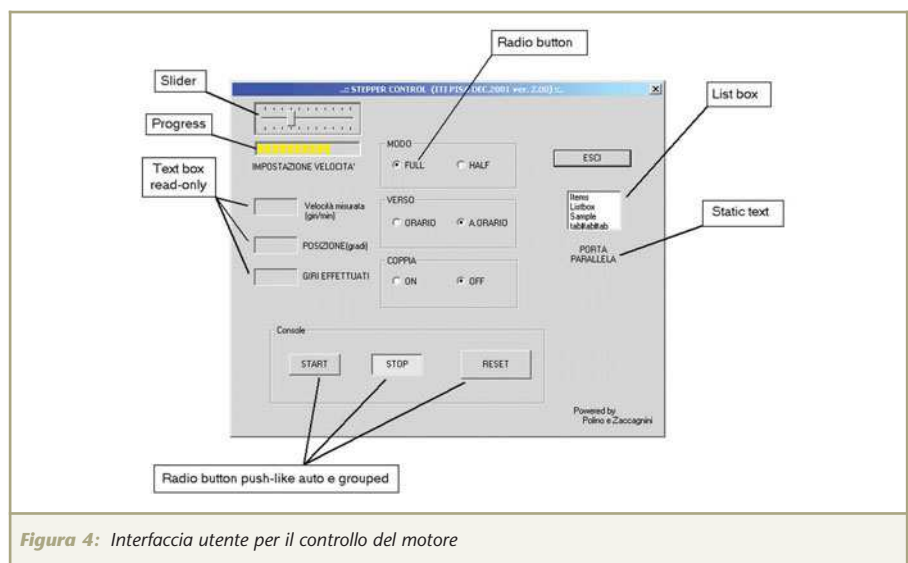 Radio button
Slider
List box
..:: STEPPER CONTROL (ITI PISA DEC.2001 ver. 2.00) ::..
Progress
IMPOSTAZIONE VELOCITA'
MODO
FULL
HALF
ESCI
Text box
read-only
Velocità misurata
(giri/min)
VERSO
ORARIO
A.ORARIO
Items
Listbox
Sample
Static text
POSIZIONE(gradi)
PORTA
PARALLELA
COPPIA
GIRI EFFETTUATI
ON
OFF
Console
START
STOP
RESET
Powered by
Polino e Zaccagnini
Radio button push-like auto e grouped
Figura 4: Interfaccia utente per il controllo del motore